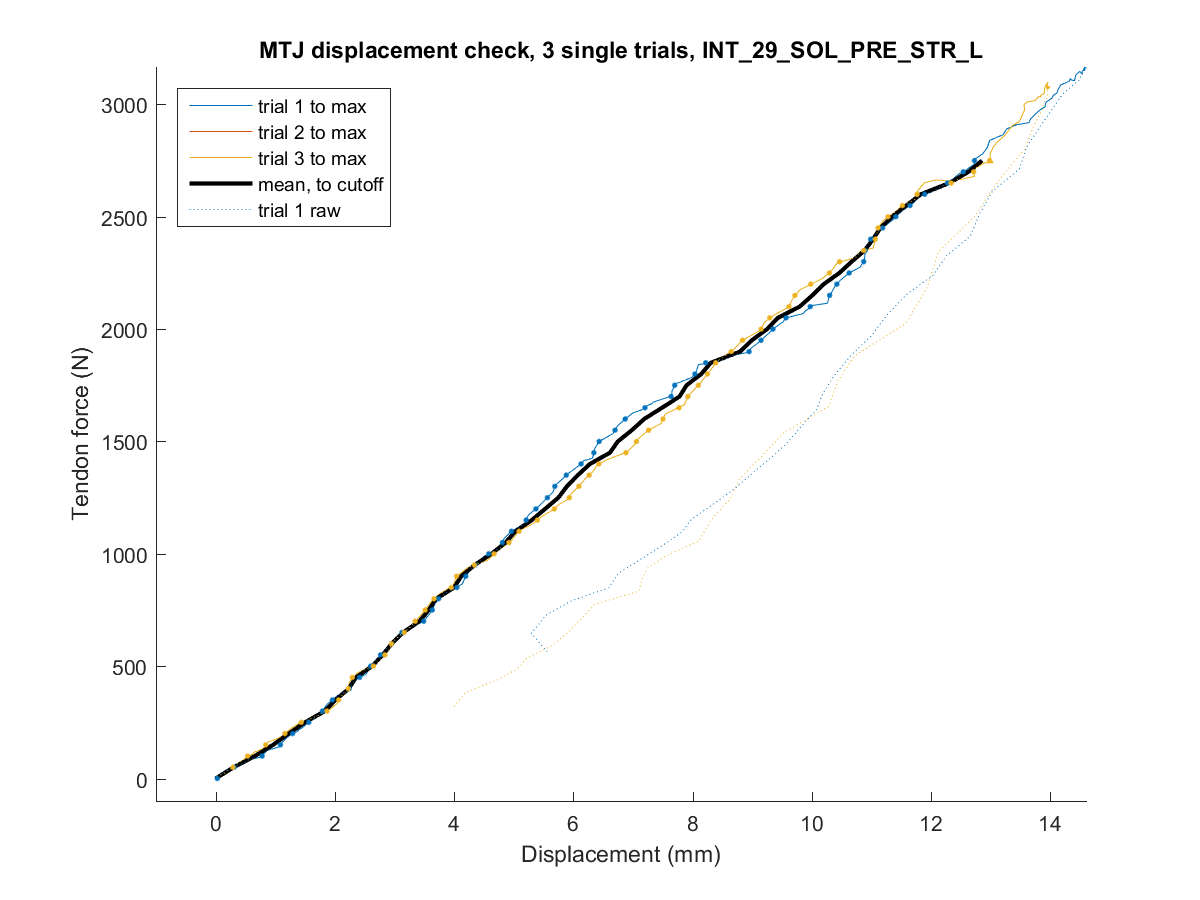 MTJ displacement check, 3 single trials, INT_29_SOL_PRE_STR_L
trial 1 to max
trial 2 to max
trial 3 to max
mean, to cutoff
trial 1 raw
3000
2500
2000
1500
1000
500
0
Tendon force (N)
0 2 4 6 8 10 12 14
Displacement (mm)